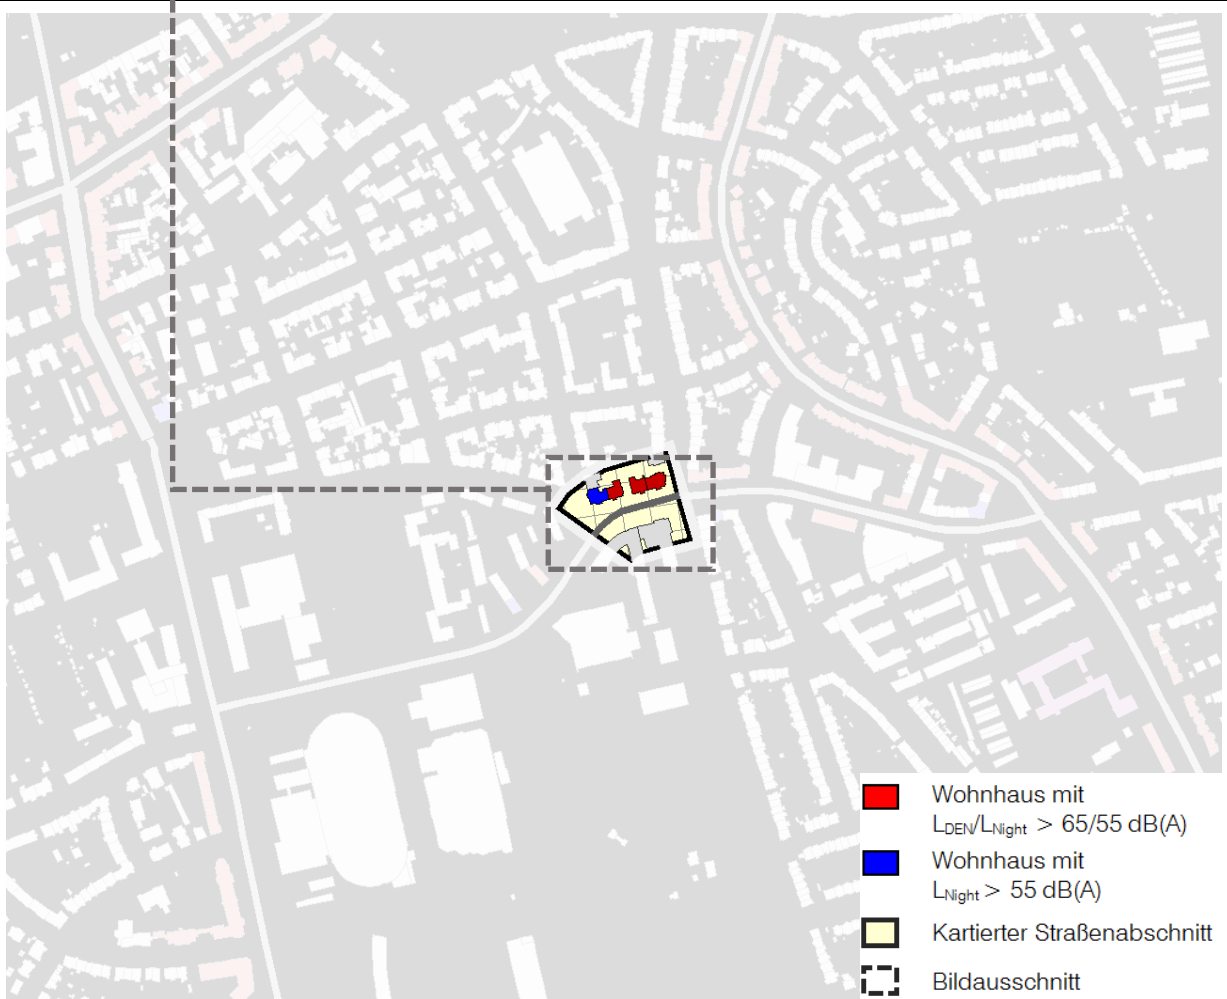 Wohnhaus mit
LDEN/LNight > 65/55 dB(A)
Wohnhaus mit
LNight > 55 dB(A)
Kartierter Straßenabschnitt
Bildausschnitt